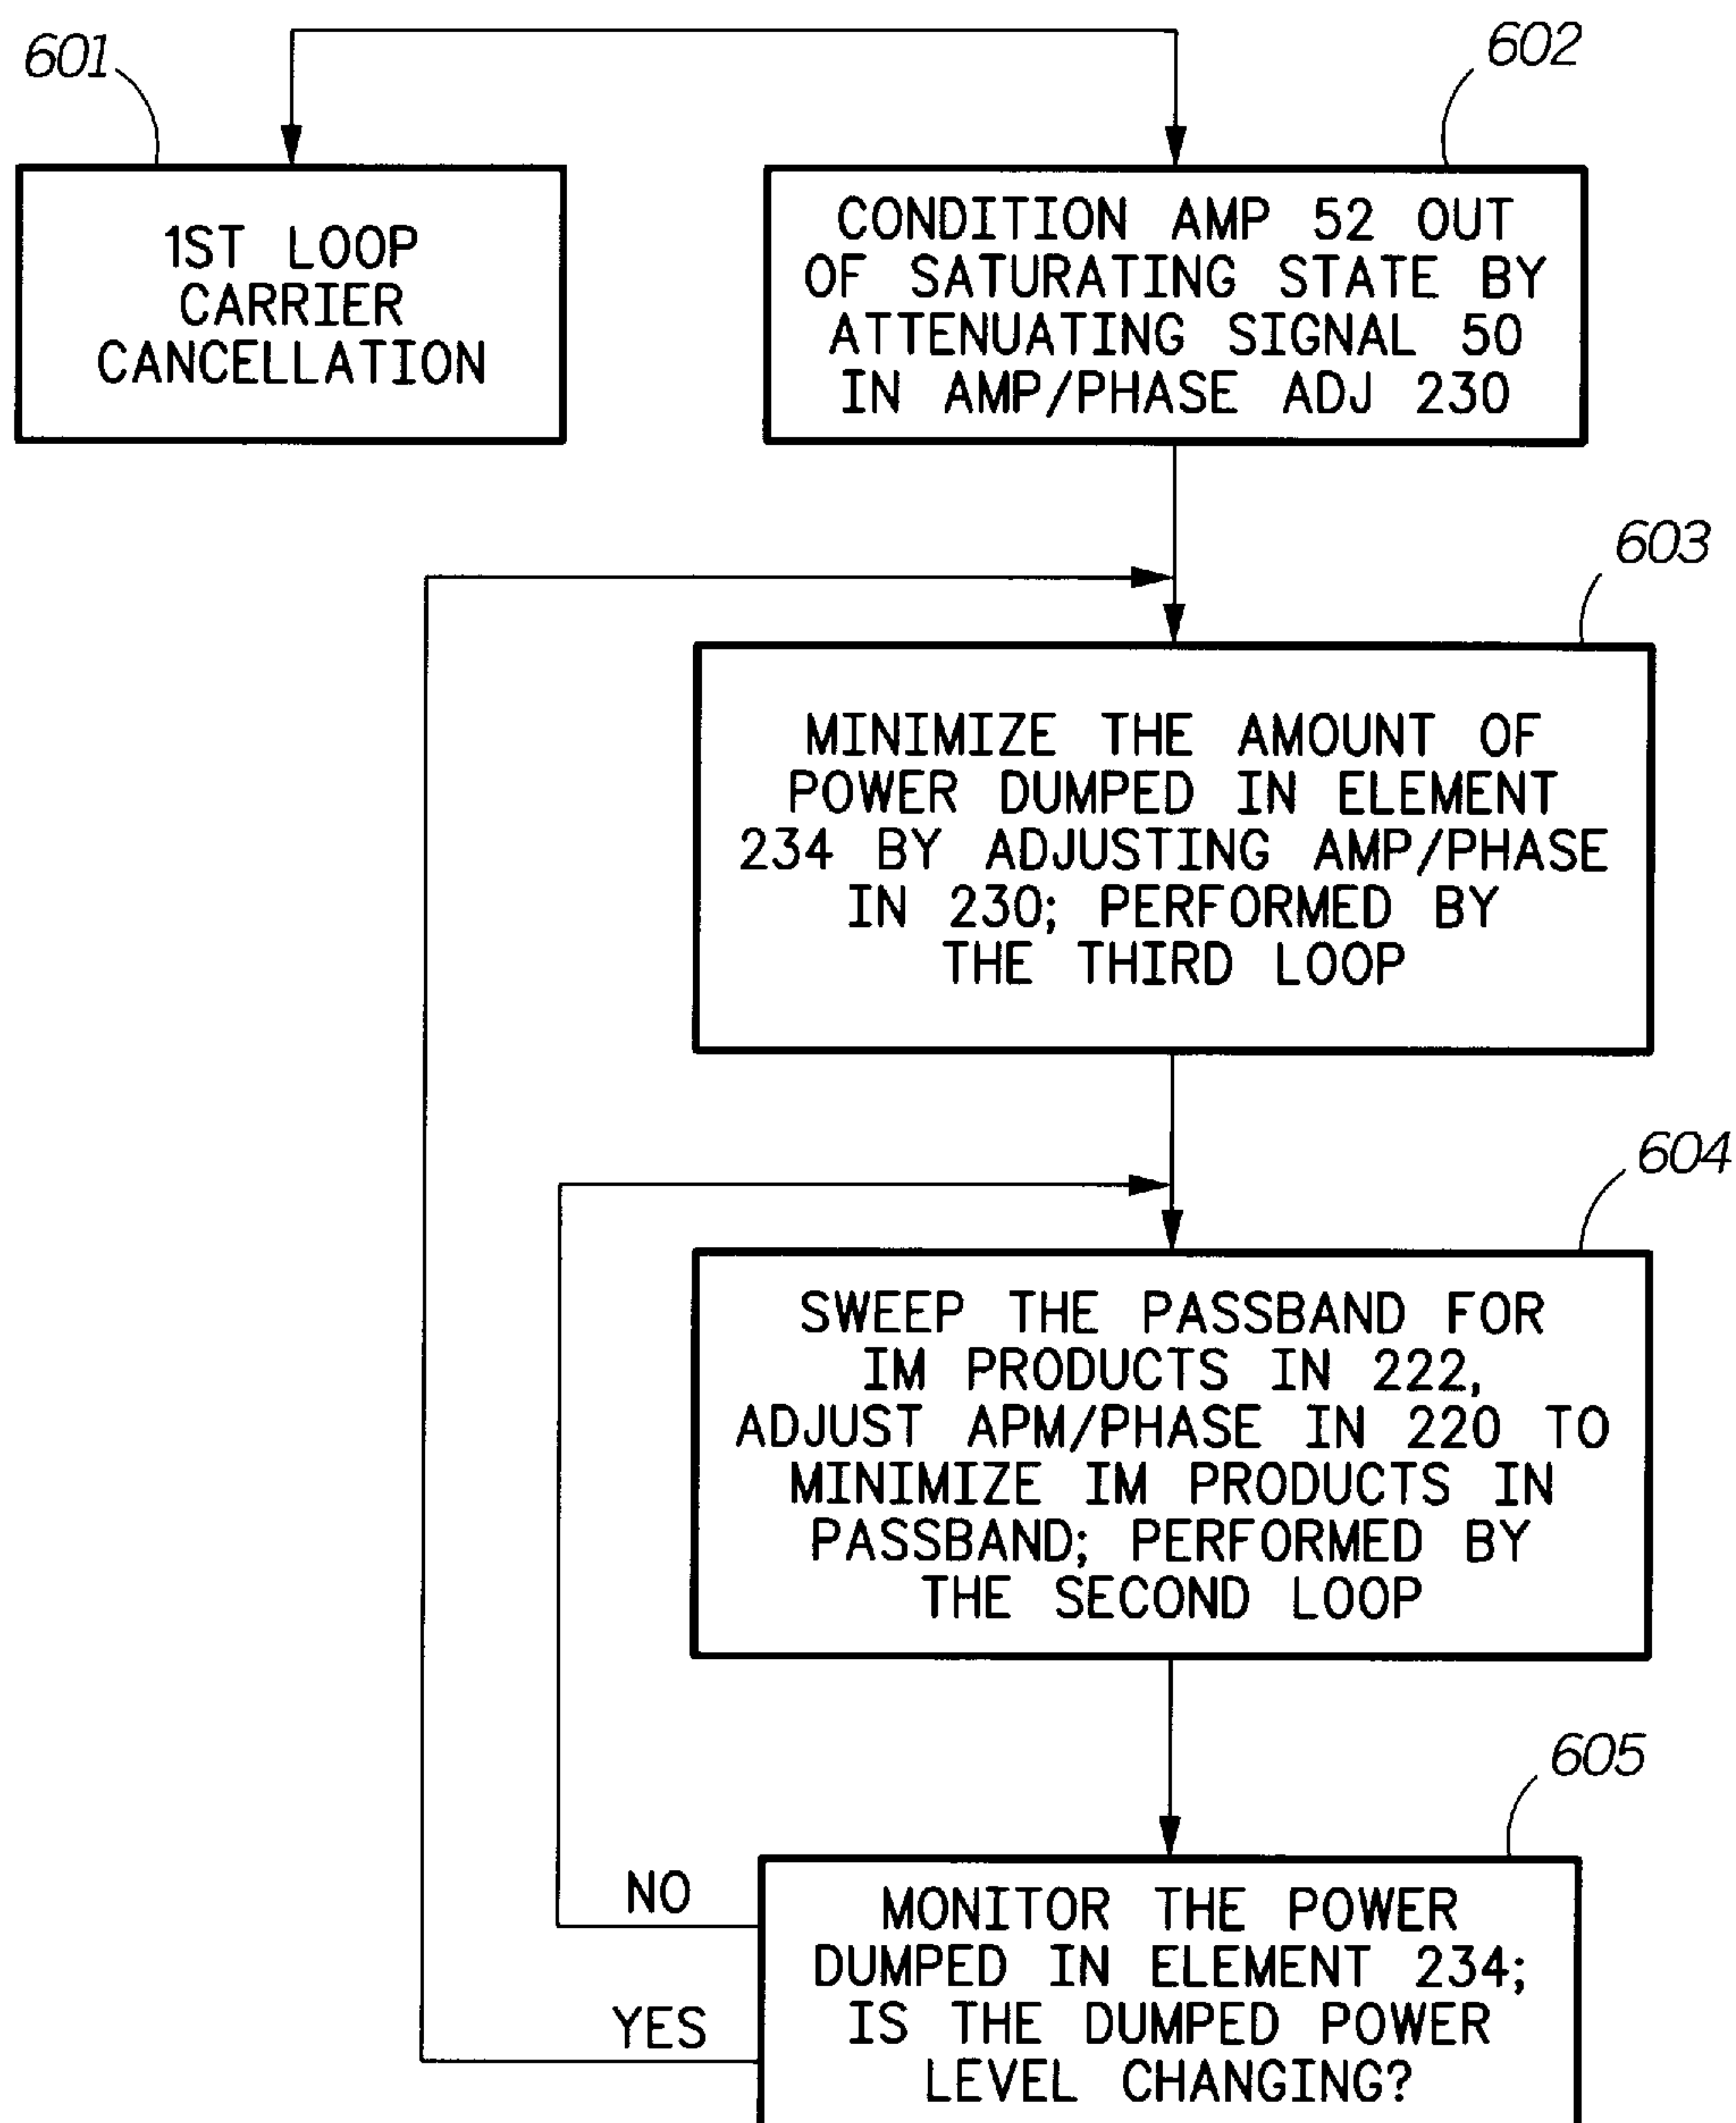 601
1ST LOOP
CARRIER
CANCELLATION
602
CONDITION AMP 52 OUT
OF SATURATING STATE BY
ATTENUATING SIGNAL 50
IN AMP/PHASE ADJ 230
603
MINIMIZE THE AMOUNT OF
POWER DUMPED IN ELEMENT
234 BY ADJUSTING AMP/PHASE
IN 230; PERFORMED BY
THE THIRD LOOP
604
SWEEP THE PASSBAND FOR
IM PRODUCTS IN 222,
ADJUST APM/PHASE IN 220 TO
MINIMIZE IM PRODUCTS IN
PASSBAND; PERFORMED BY
THE SECOND LOOP
605
MONITOR THE POWER
DUMPED IN ELEMENT 234;
IS THE DUMPED POWER
LEVEL CHANGING?
NO
YES